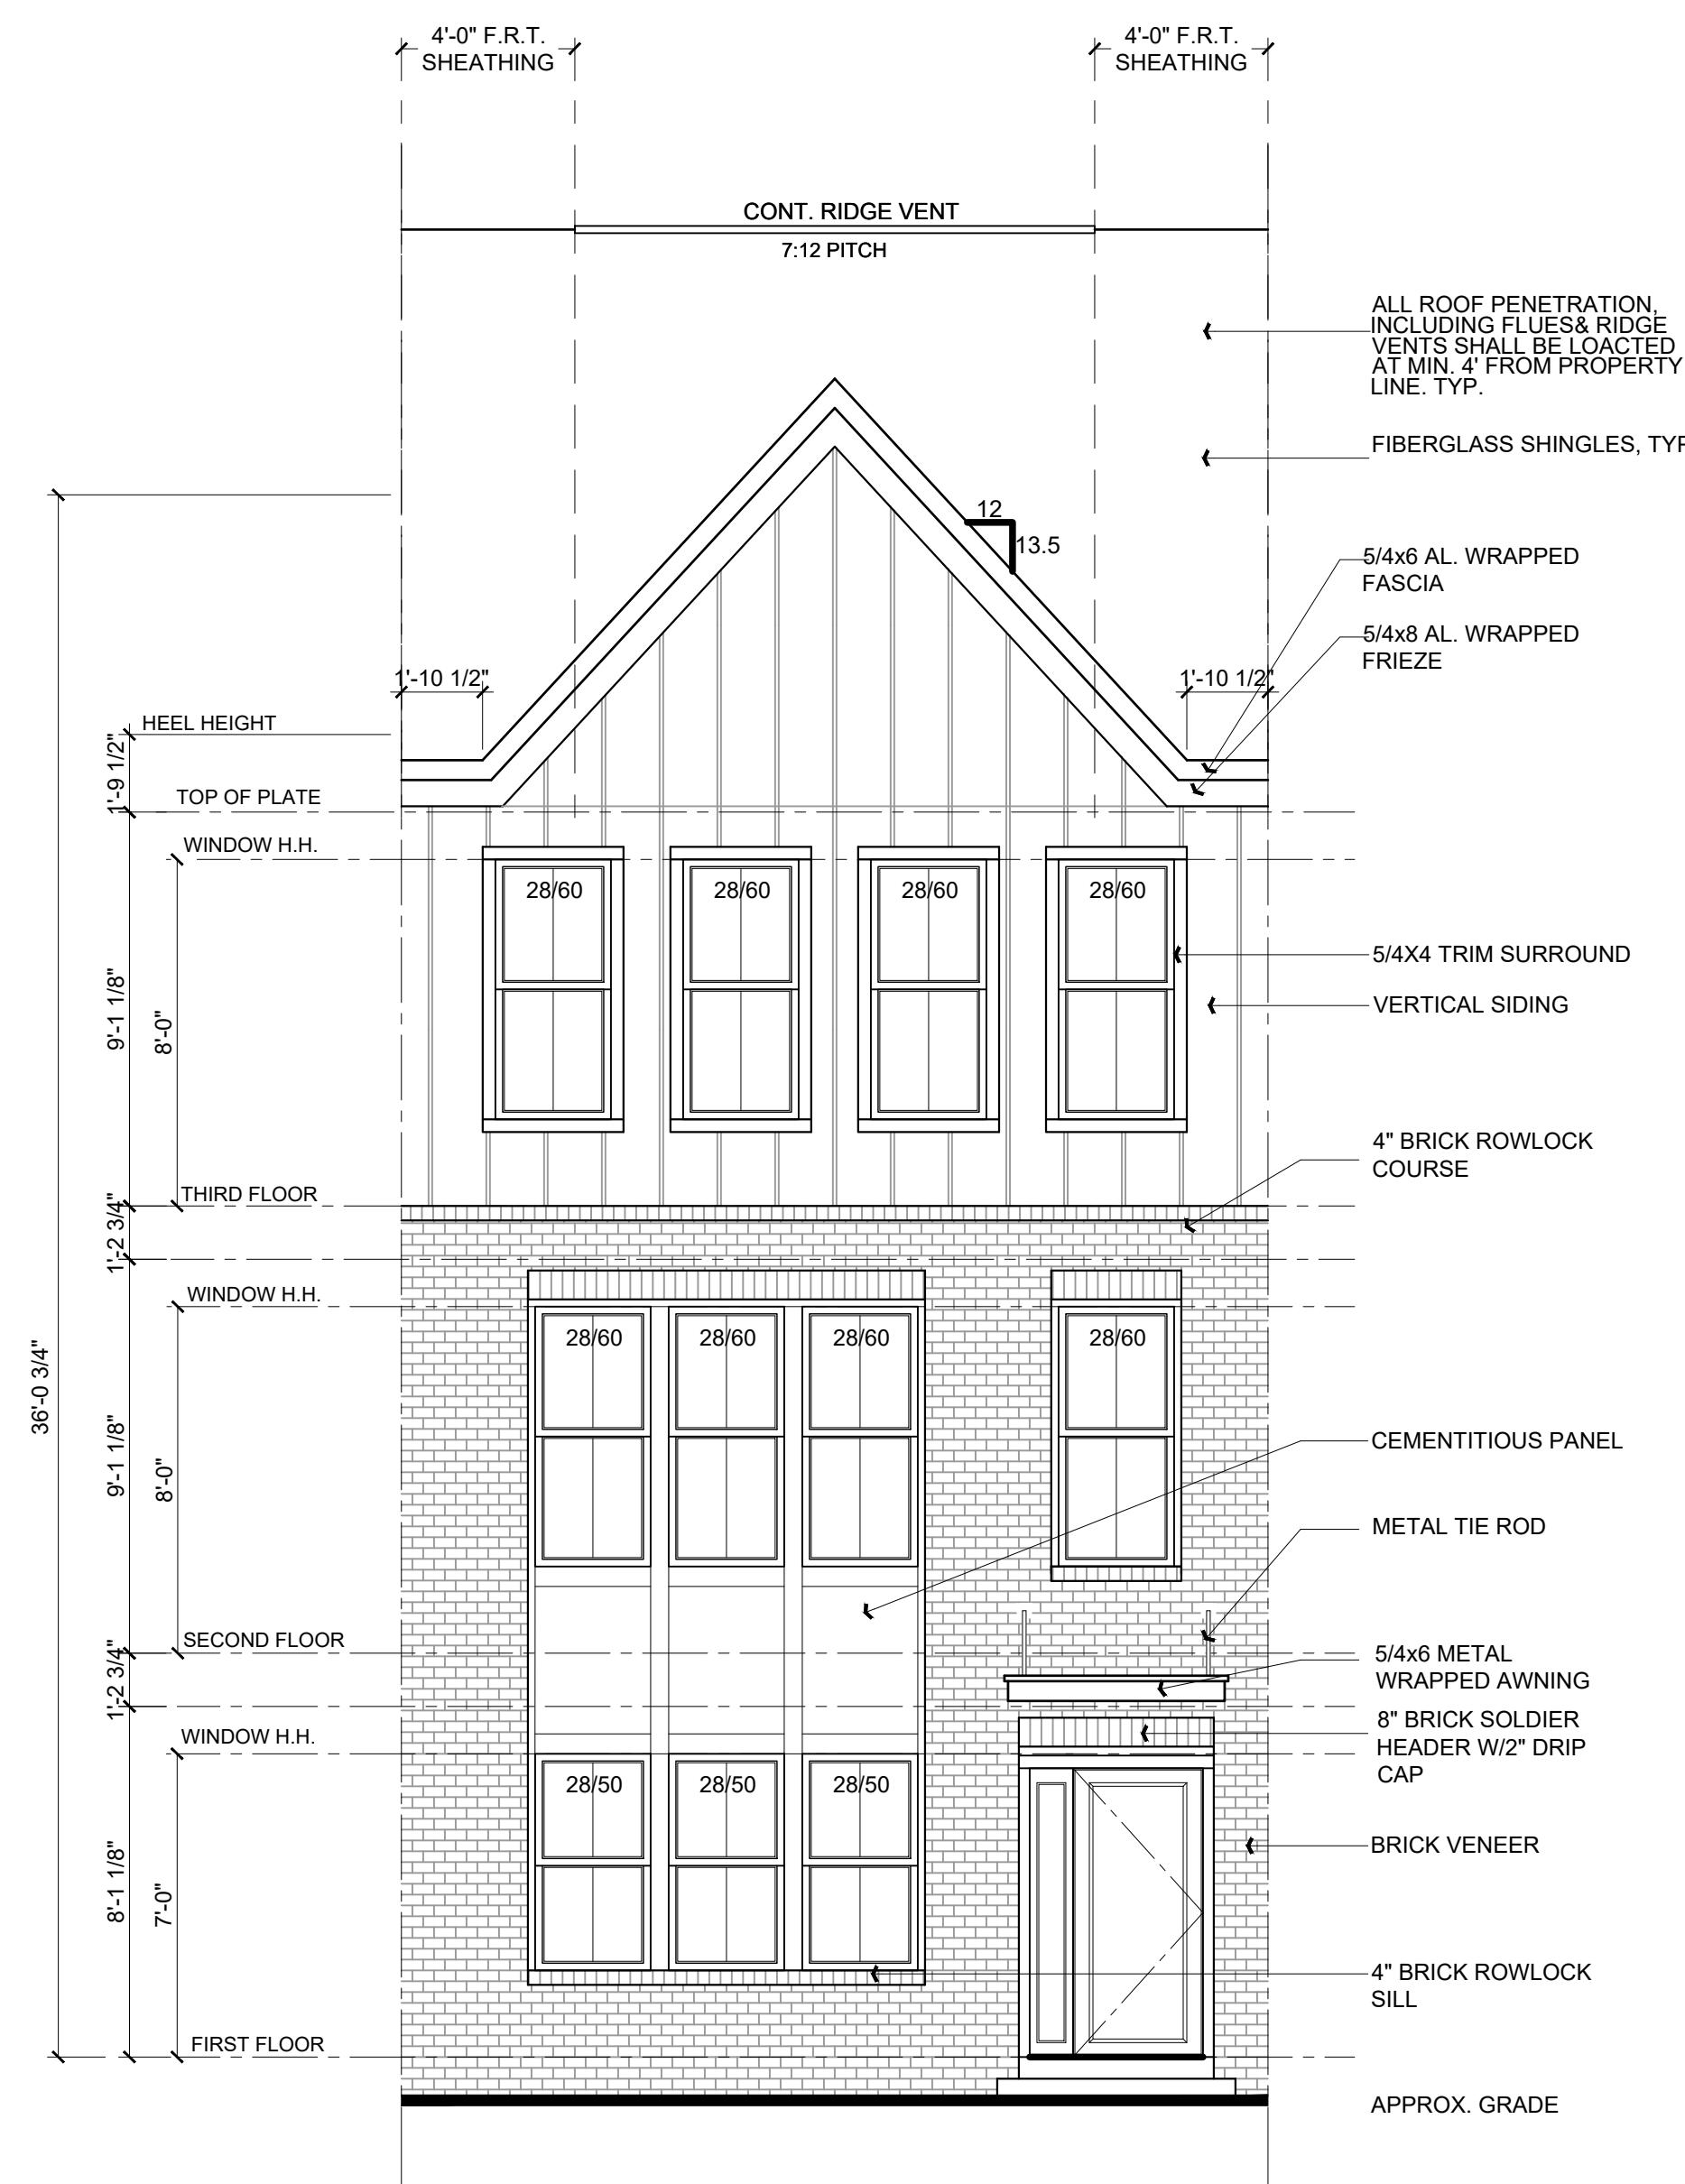 4'-0" F.R.T.
SHEATHING
4'-0" F.R.T.
SHEATHING
CONT. RIDGE VENT
7:12 PITCH
ALL ROOF PENETRATION,
INCLUDING FLUES& RIDGE
VENTS SHALL BE LOACTED
AT MIN. 4' FROM PROPERTY
LINE. TYP.
FIBERGLASS SHINGLES, TYP
12
13.5
5/4x6 AL. WRAPPED
FASCIA
5/4x8 AL. WRAPPED
FRIEZE
1'-10 1/2"
1'-10 1/2"
HEEL HEIGHT
1'-9 1/2"
TOP OF PLATE
WINDOW H.H.
28/60
28/60
28/60
28/60
5/4X4 TRIM SURROUND
VERTICAL SIDING
9'-1 1/8"
8'-0"
4" BRICK ROWLOCK
COURSE
THIRD FLOOR
1'-2 3/4"
WINDOW H.H.
28/60
28/60
28/60
28/60
36'-0 3/4"
9'-1 1/8"
8'-0"
CEMENTITIOUS PANEL
METAL TIE ROD
SECOND FLOOR
1'-2 3/4"
5/4x6 METAL
WRAPPED AWNING
8" BRICK SOLDIER
HEADER W/2" DRIP
CAP
WINDOW H.H.
28/50
28/50
28/50
BRICK VENEER
8'-1 1/8"
7'-0"
4" BRICK ROWLOCK
SILL
FIRST FLOOR
APPROX. GRADE